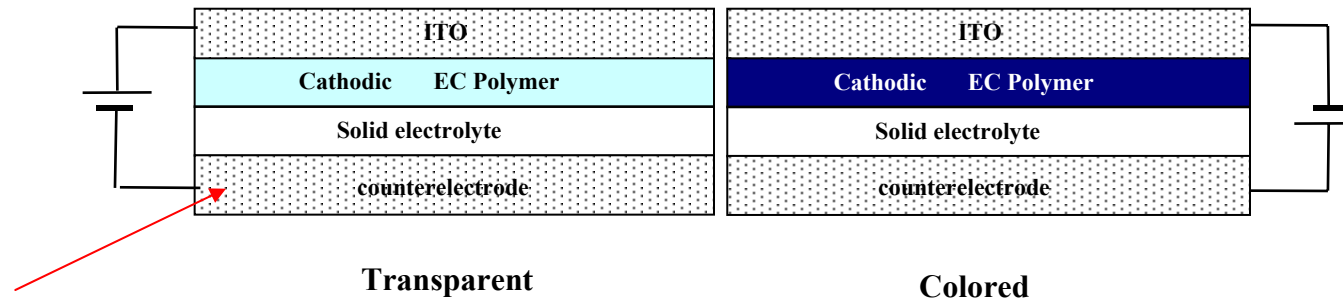 ITO
Cathodic EC Polymer
Solid electrolyte
counterelectrode
Transparent
ITO
Cathodic EC Polymer
Solid electrolyte
counterelectrode
Colored